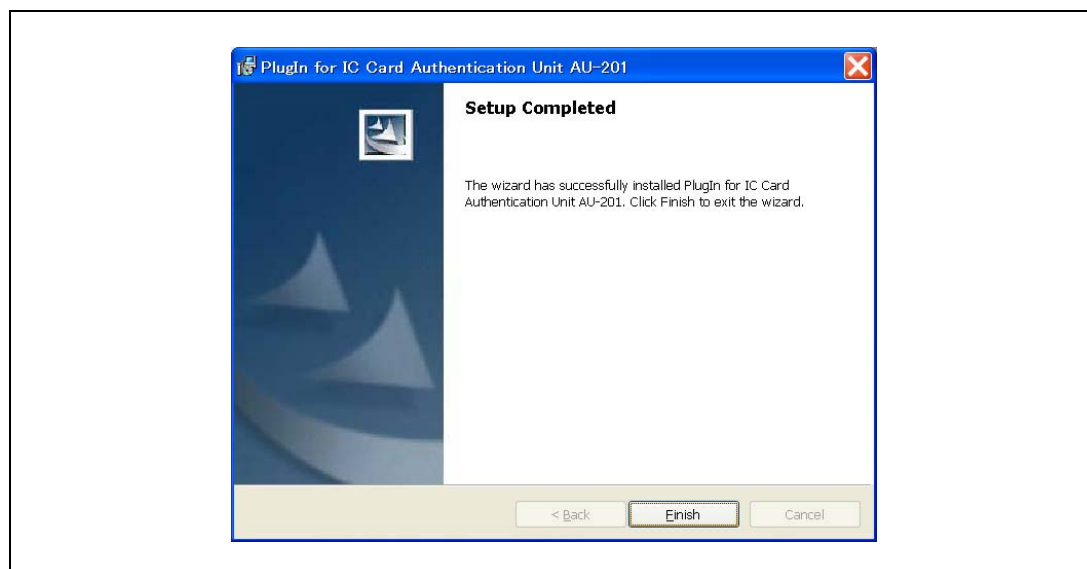 PlugIn for IC Card Authentication Unit AU-201
Setup Completed
The wizard has successfully installed PlugIn for IC Card
Authentication Unit AU-201. Click Finish to exit the wizard.
< Back
Finish
Cancel